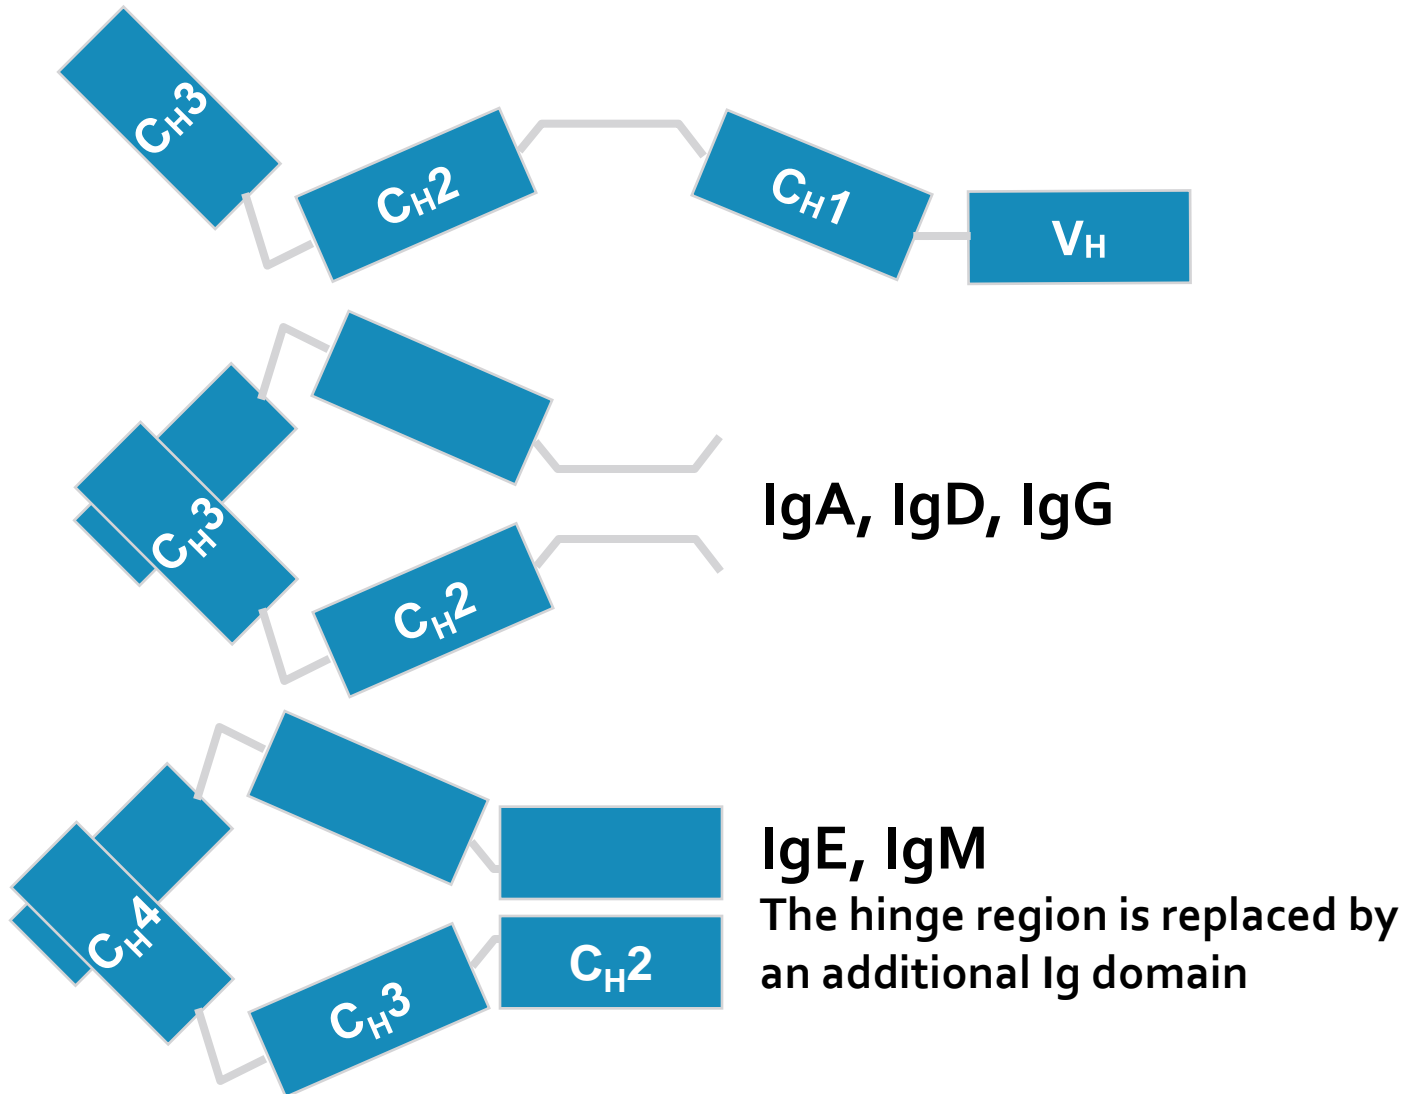 CH3
CH2
CH1
VH
CH3
IgA, IgD, IgG
CH2
IgE, IgM
The hinge region is replaced by
an additional Ig domain
CH4
CH2
CH3